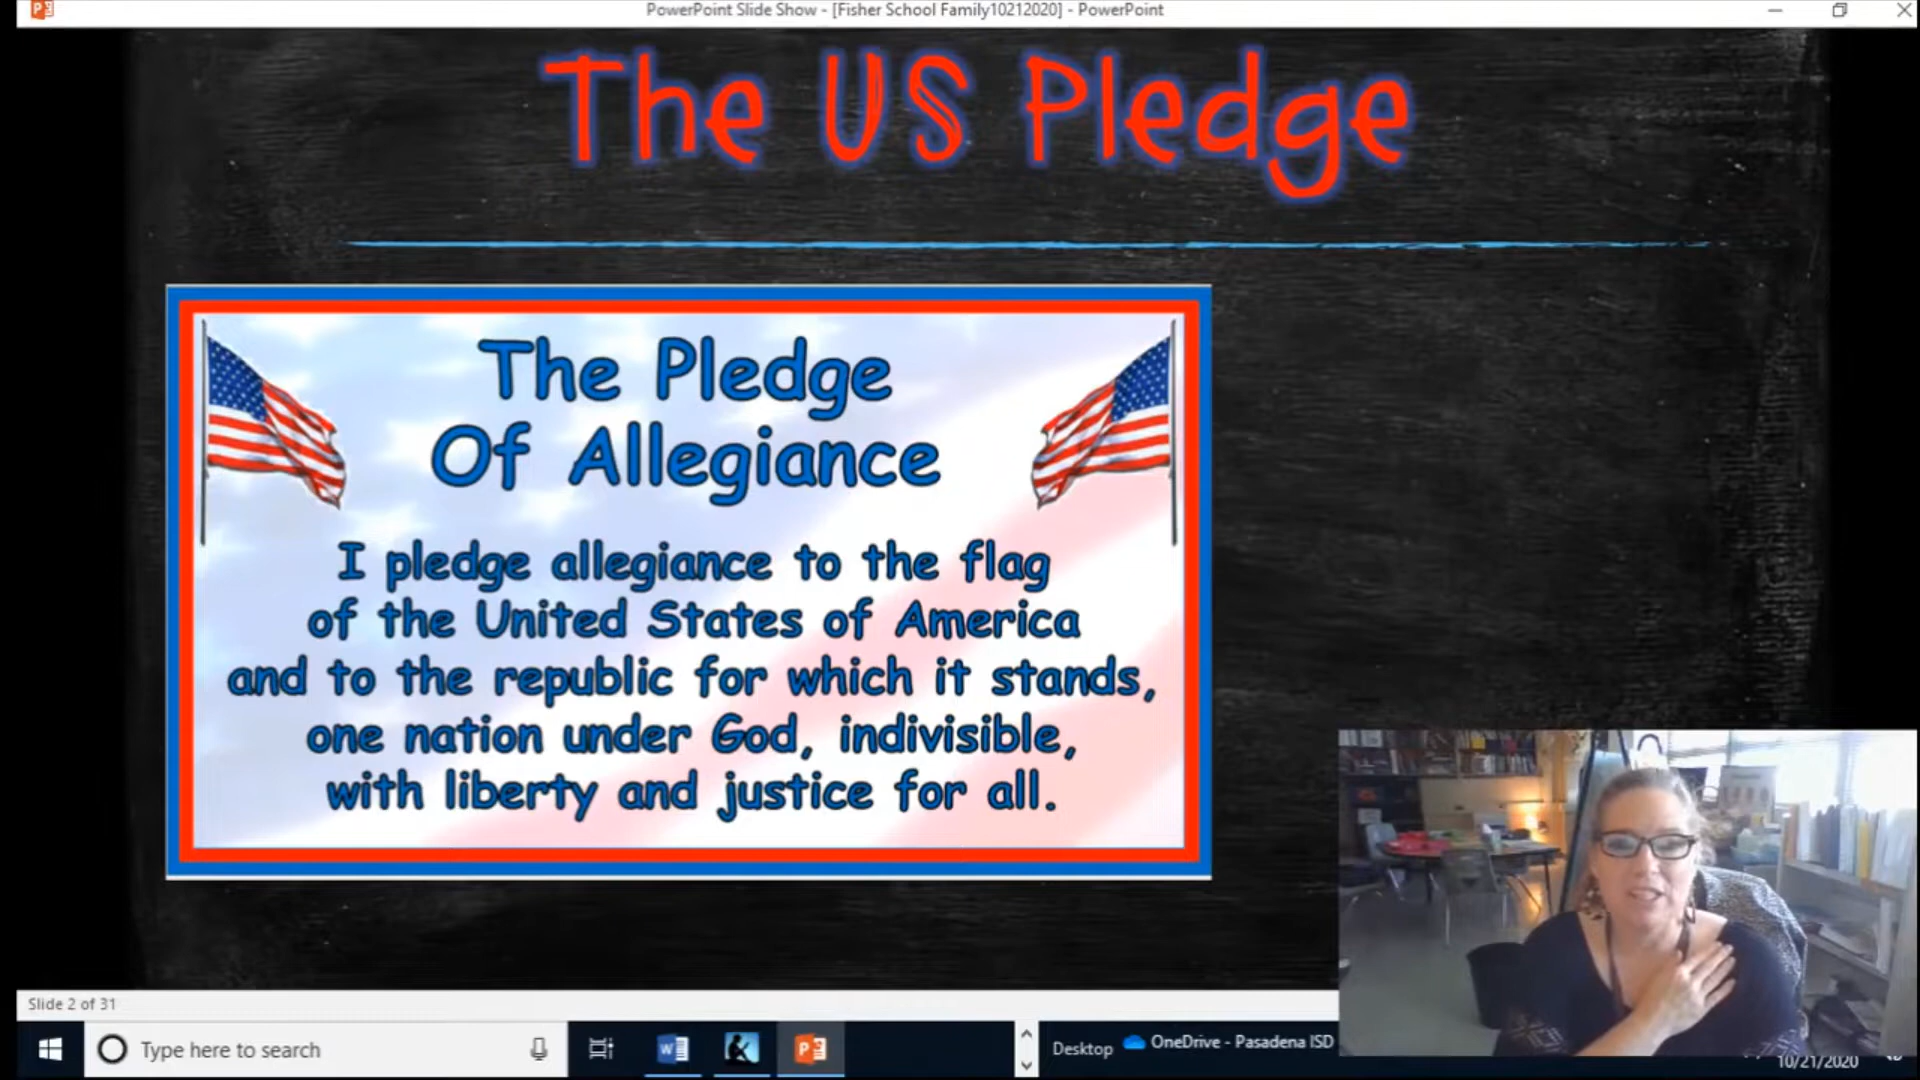 PowerPoint Slide Show - [Fisher School Family10212020] - PowerPoint
The US Pledge
The Pledge
Of Allegiance
I pledge allegiance to the flag
of the United States of America
and to the republic for which it stands,
one nation under God, indivisible,
with liberty and justice for all.
Slide 2 of 31
Type here to search
Desktop
OneDrive - Pasadena ISD
10/21/2020